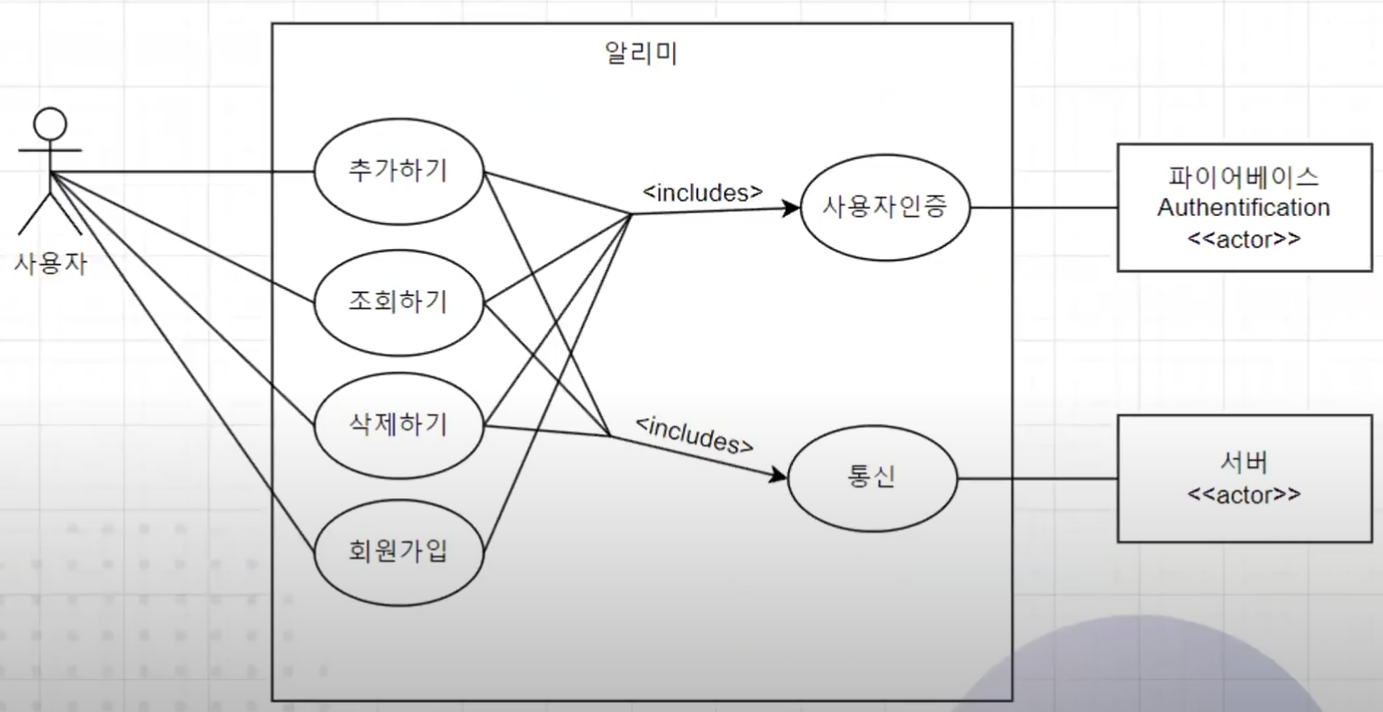 알리미
사용자
추가하기
조회하기
삭제하기
회원가입
<includes>
사용자인증
<includes>
통신
파이어베이스
Authentification
<<actor>>
서버
<<actor>>